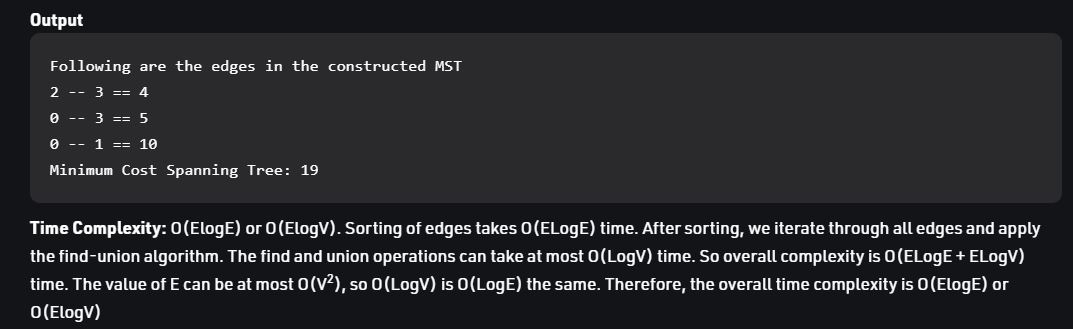 Output
Following are the edges in the constructed MST
2 -- 3 == 4
0 -- 3 == 5
0 -- 1 == 10
Minimum Cost Spanning Tree: 19
Time Complexity: O(ElogE) or O(ElogV). Sorting of edges takes O(ELogE) time. After sorting, we iterate through all edges and apply
the find-union algorithm. The find and union operations can take at most O(LogV) time. So overall complexity is O(ELogE + ELogV)
time. The value of E can be at most O(V²), so O(LogV) is O(LogE) the same. Therefore, the overall time complexity is O(ElogE) or
O(ElogV)